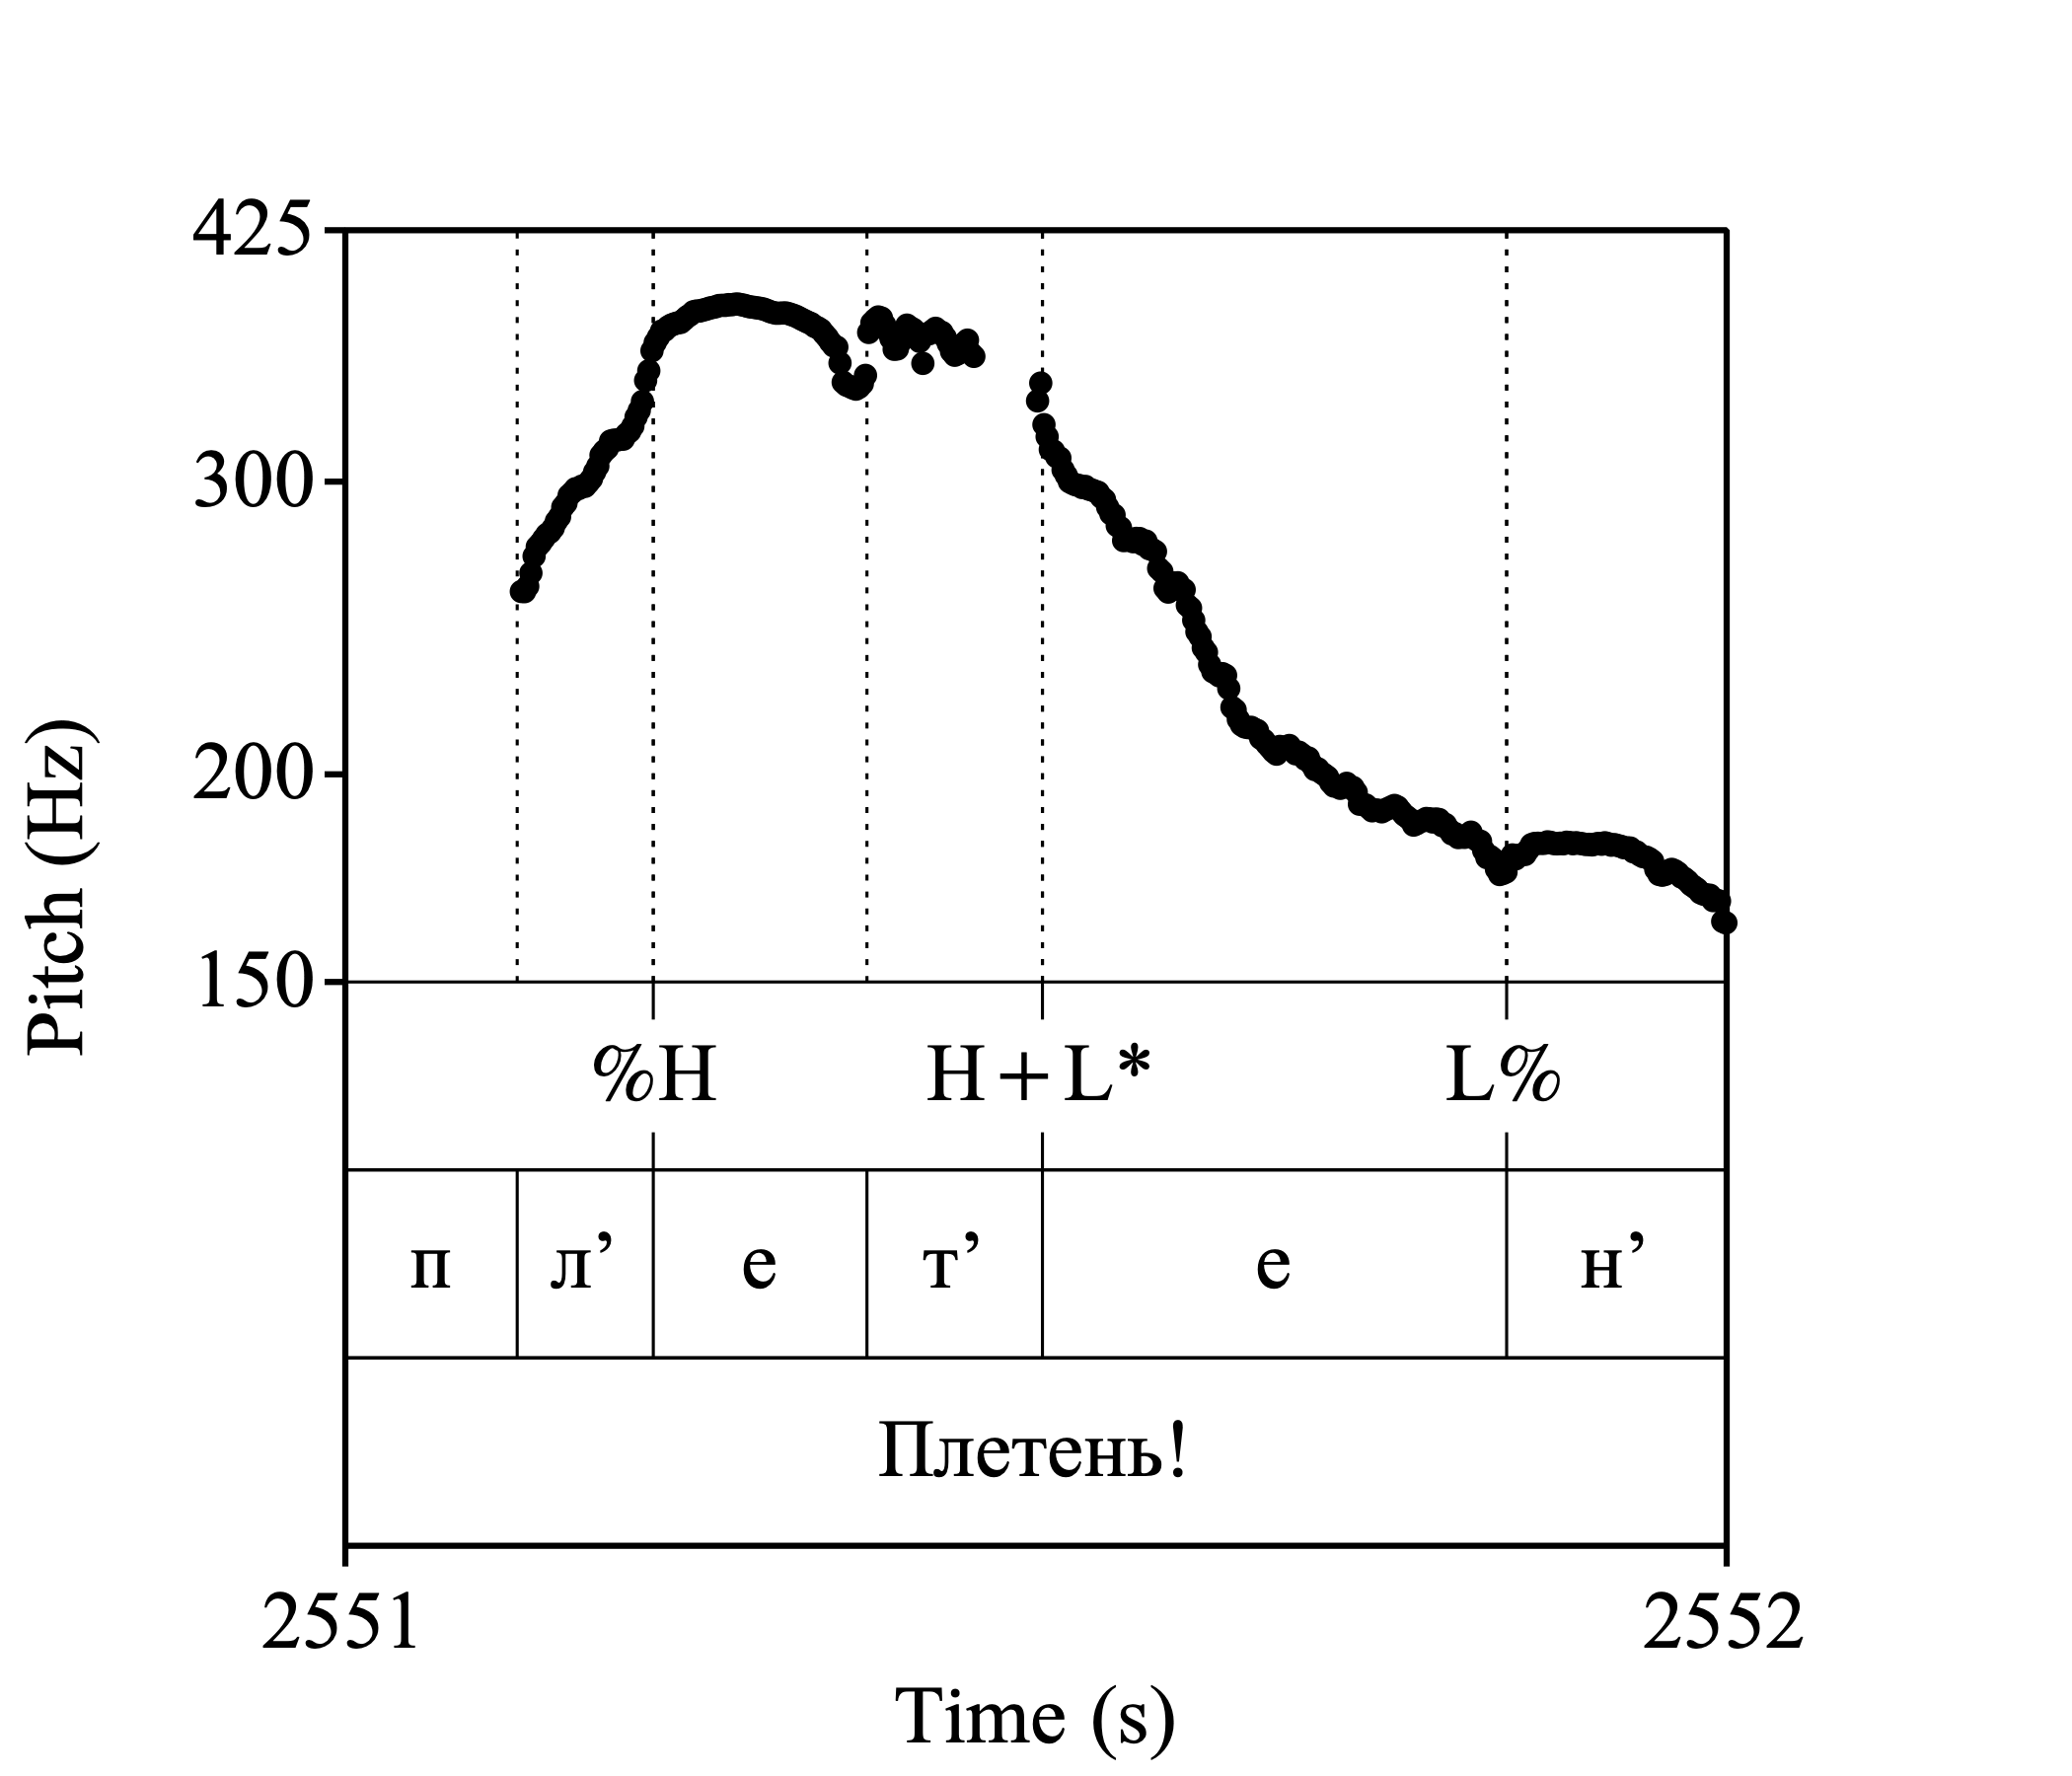 425
300
200
150
Pitch (Hz)
%H H+L* L%
п л’ е т’ е н’
Плетень!
2551 2552
Time (s)